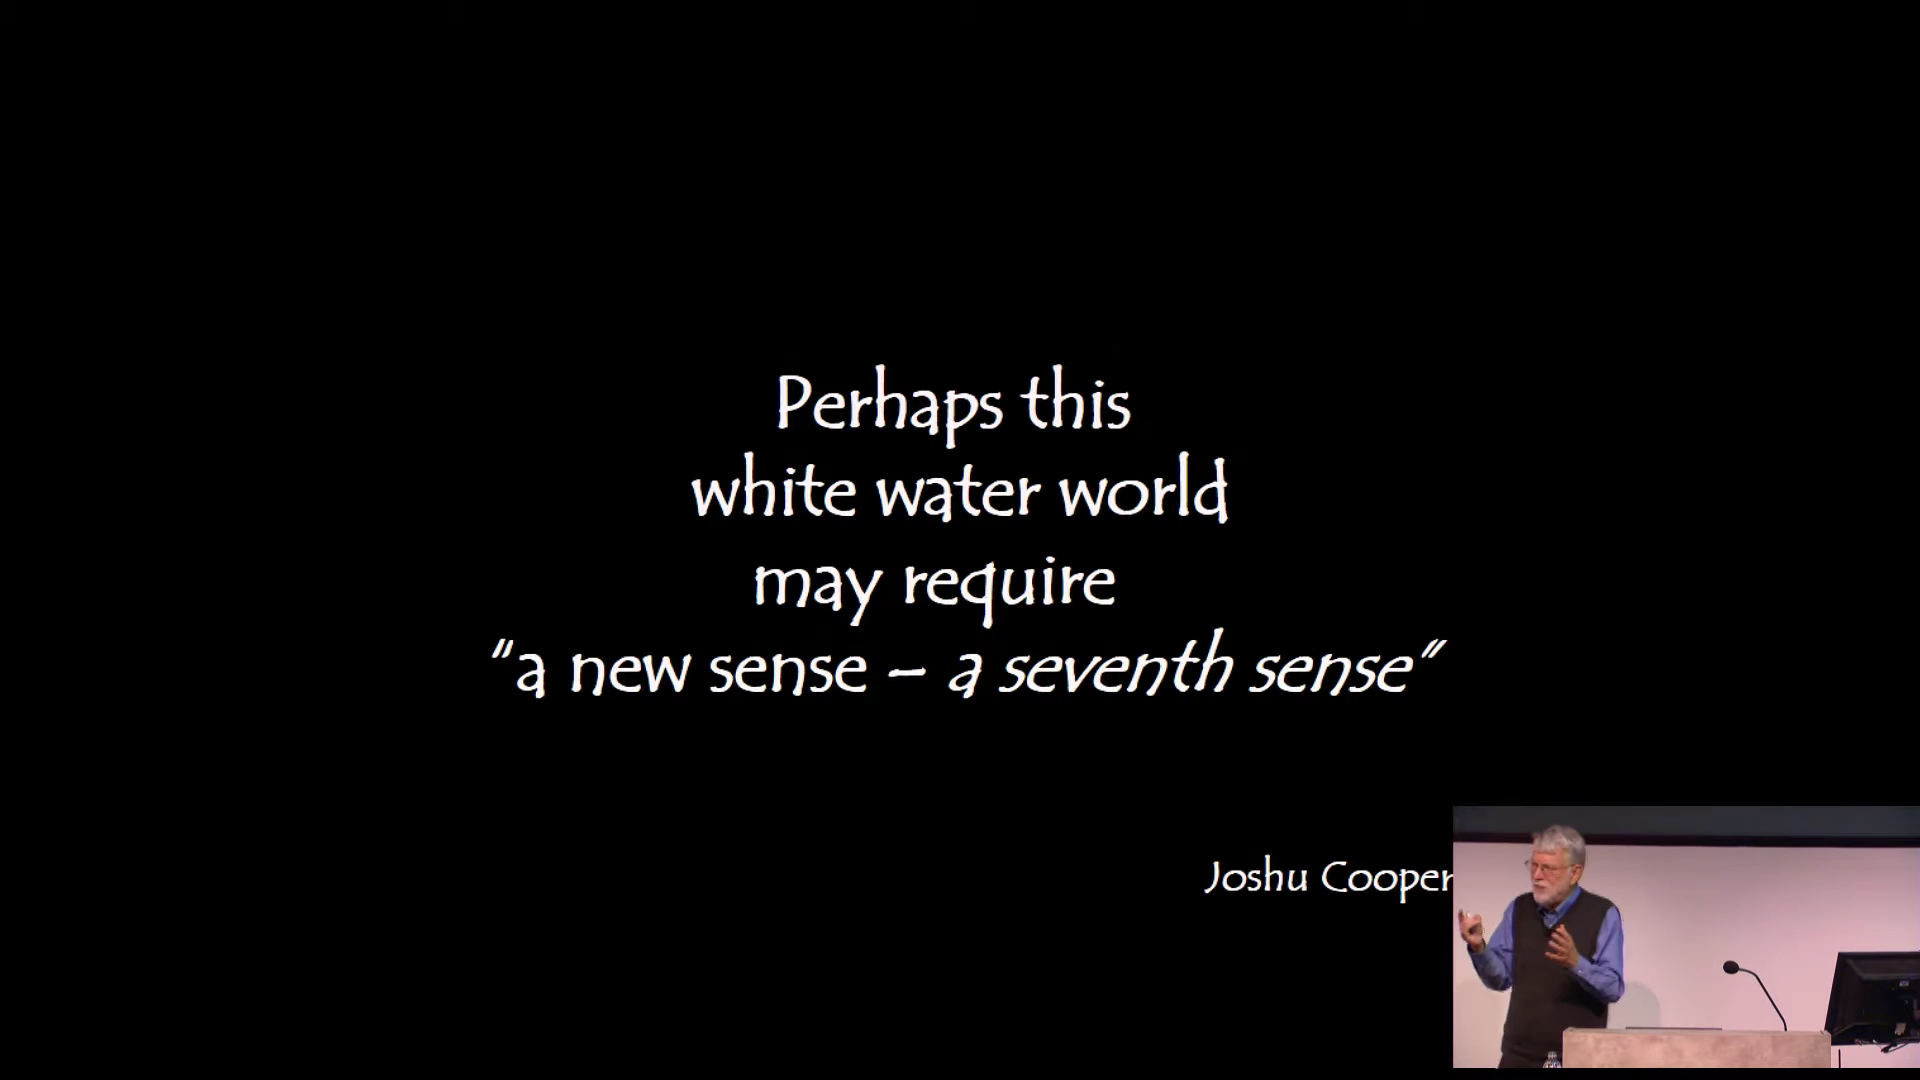 Perhaps this
white water world
may require
"a new sense – a seventh sense"
Joshu Cooper